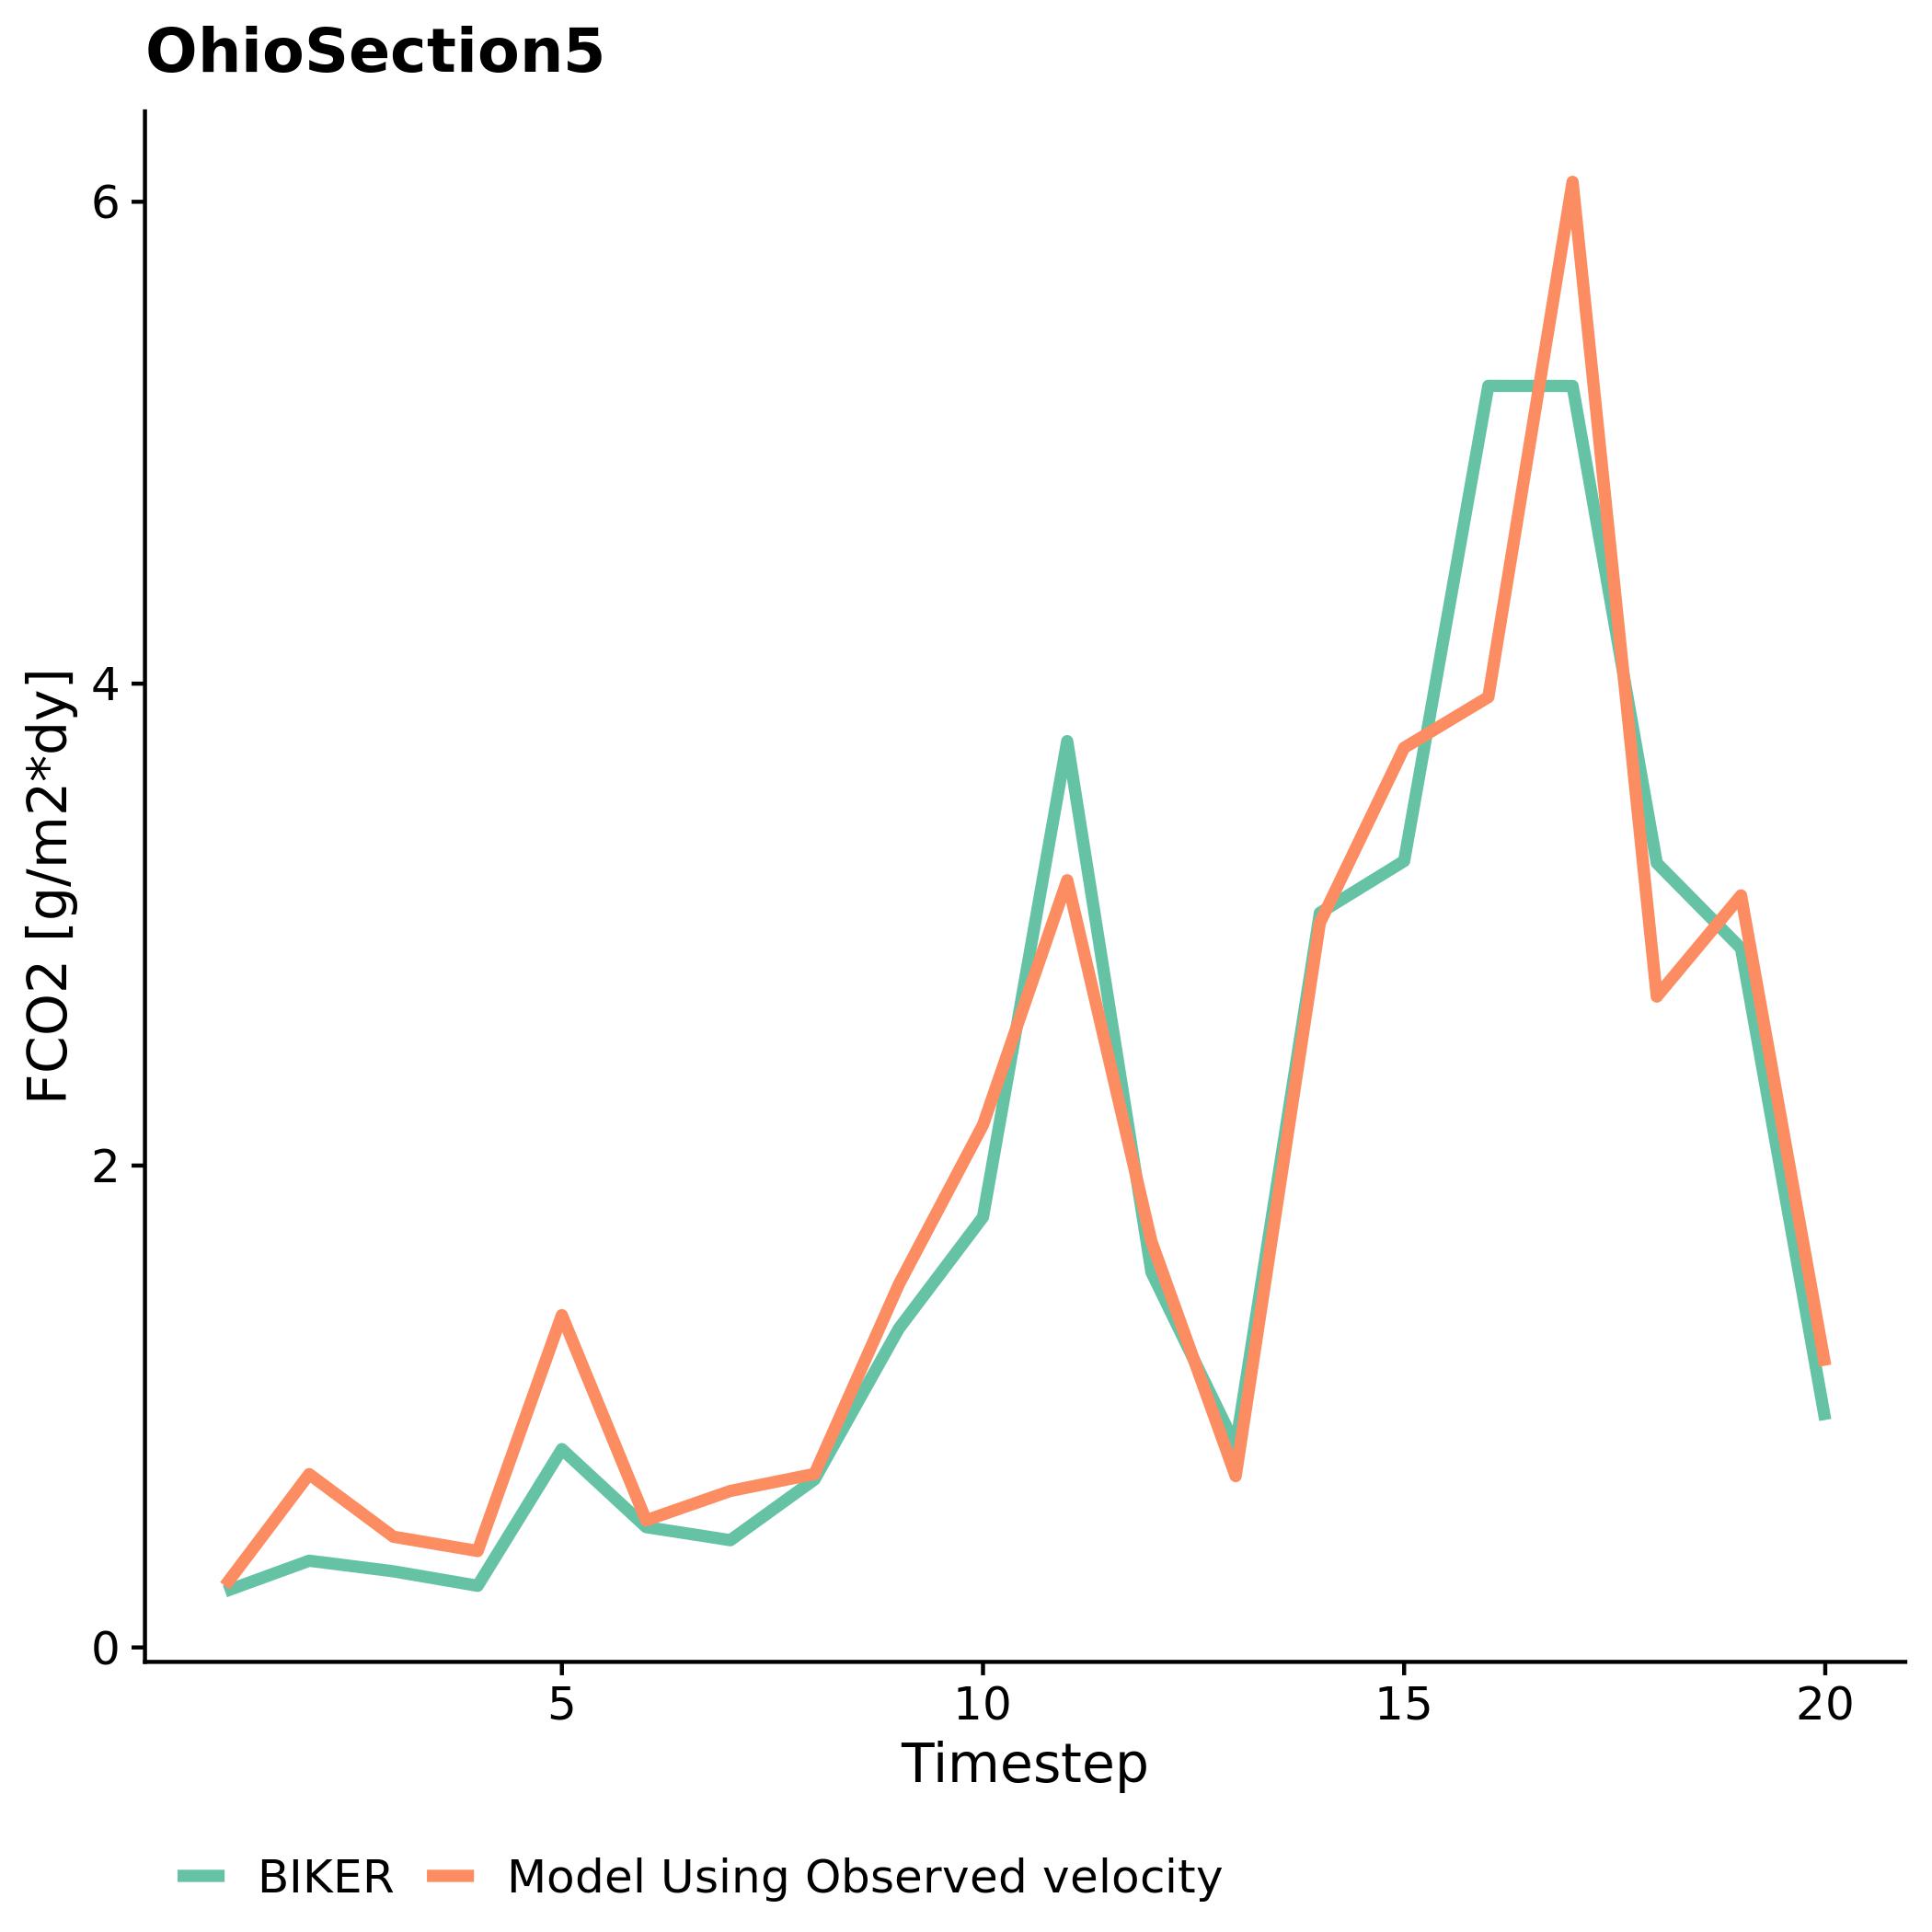 OhioSection5
FCO2 [g/m2*dy]
6
4
2
0
5 10 15 20
Timestep
BIKER Model Using Observed velocity